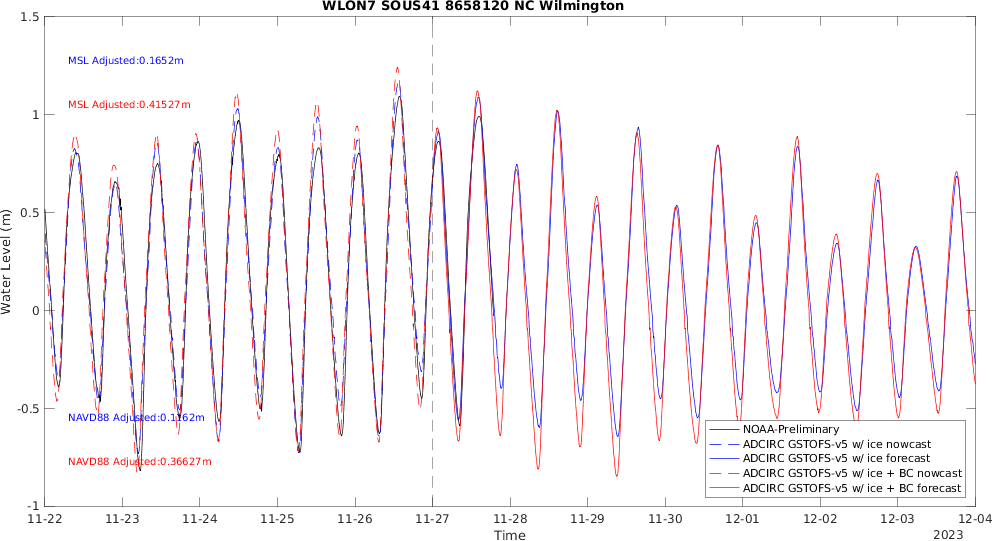 WLON7 SOUS41 8658120 NC Wilmington
1.5
1
0.5
0
-0.5
-1
Water Level (m)
MSL Adjusted:0.1652m
MSL Adjusted:0.41527m
NAVD88 Adjusted:0.1162m
NAVD88 Adjusted:0.36627m
NOAA-Preliminary
ADCIRC GSTOFS-v5 w/ ice nowcast
ADCIRC GSTOFS-v5 w/ ice forecast
ADCIRC GSTOFS-v5 w/ ice + BC nowcast
ADCIRC GSTOFS-v5 w/ ice + BC forecast
11-22 11-23 11-24 11-25 11-26 11-27 11-28 11-29 11-30 12-01 12-02 12-03 12-04
Time
2023